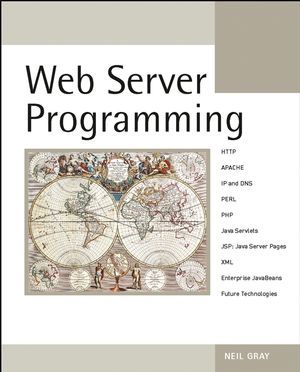 Web Server
Programming
HTTP
APACHE
IP and DNS
PERL
PHP
Java Servlets
JSP: Java Server Pages
XML
Enterprise JavaBeans
Future Technologies
NEIL GRAY